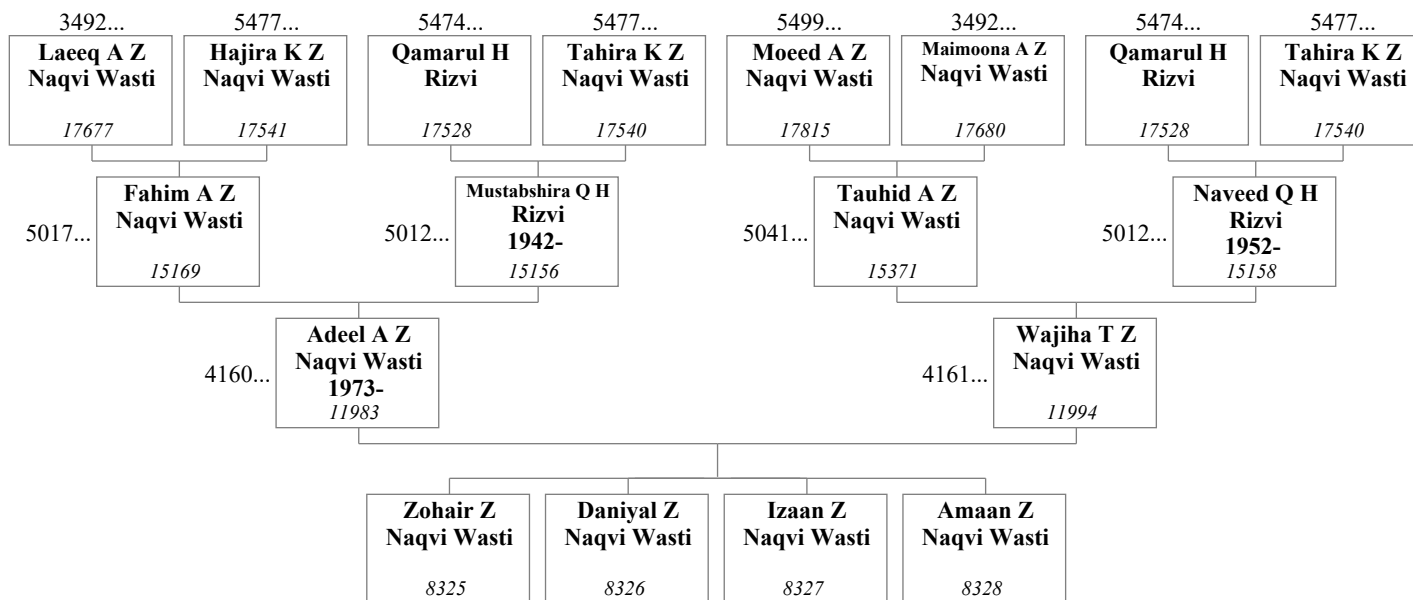 3492... 5477... 5474... 5477... 5499... 3492... 5474... 5477...
Laeeq A Z
Naqvi Wasti
17677
Hajira K Z
Naqvi Wasti
17541
Qamarul H
Rizvi
17528
Tahira K Z
Naqvi Wasti
17540
Moeed A Z
Naqvi Wasti
17815
Maimoona A Z
Naqvi Wasti
17680
Qamarul H
Rizvi
17528
Tahira K Z
Naqvi Wasti
17540
5017...
Fahim A Z
Naqvi Wasti
15169
5012...
Mustabshira Q H
Rizvi
1942-
15156
5041...
Tauhid A Z
Naqvi Wasti
15371
5012...
Naveed Q H
Rizvi
1952-
15158
4160...
Adeel A Z
Naqvi Wasti
1973-
11983
4161...
Wajiha T Z
Naqvi Wasti
11994
Zohair Z
Naqvi Wasti
8325
Daniyal Z
Naqvi Wasti
8326
Izaan Z
Naqvi Wasti
8327
Amaan Z
Naqvi Wasti
8328